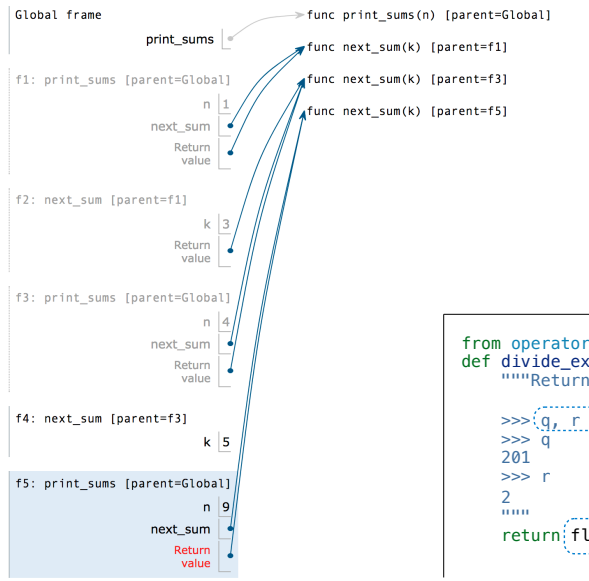 Global frame
print_sums
func print_sums(n) [parent=Global]
func next_sum(k) [parent=f1]
func next_sum(k) [parent=f3]
func next_sum(k) [parent=f5]
f1: print_sums [parent=Global]
n 1
next_sum
Return
value
f2: next_sum [parent=f1]
k 3
Return
value
f3: print_sums [parent=Global]
n 4
next_sum
Return
value
f4: next_sum [parent=f3]
k 5
f5: print_sums [parent=Global]
n 9
next_sum
Return
value
from operator
def divide_ex
"""Return
>>> q, r
>>> q
201
>>> r
2
"""
return fl